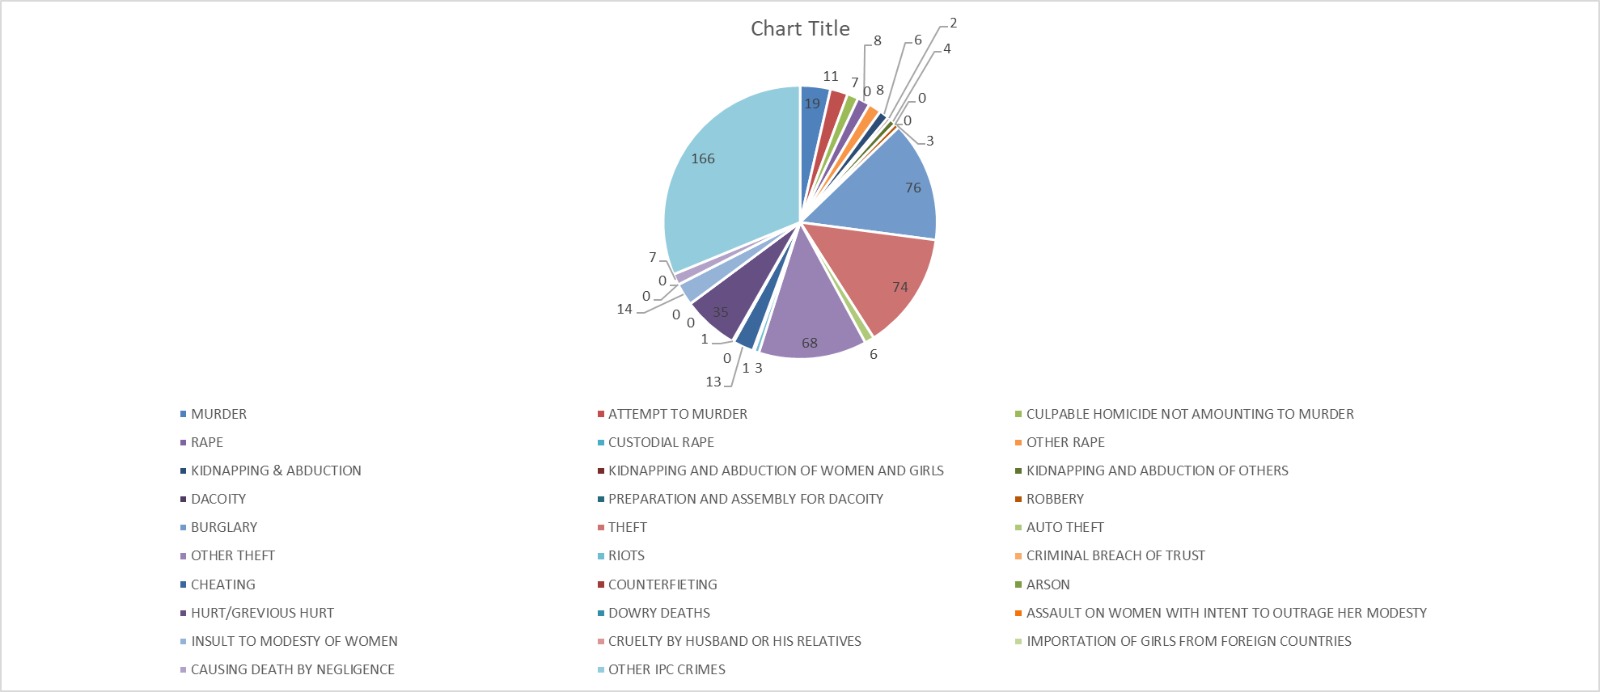 Chart Title
19
11
7
8
0
8
6
2
4
0
0
3
76
74
6
68
3
1
13
0
1
35
0
0
14
0
0
7
166
MURDER
ATTEMPT TO MURDER
CULPABLE HOMICIDE NOT AMOUNTING TO MURDER
RAPE
CUSTODIAL RAPE
OTHER RAPE
KIDNAPPING & ABDUCTION
KIDNAPPING AND ABDUCTION OF WOMEN AND GIRLS
KIDNAPPING AND ABDUCTION OF OTHERS
DACOITY
PREPARATION AND ASSEMBLY FOR DACOITY
ROBBERY
BURGLARY
THEFT
AUTO THEFT
OTHER THEFT
RIOTS
CRIMINAL BREACH OF TRUST
CHEATING
COUNTERFIETING
ARSON
HURT/GREVIOUS HURT
DOWRY DEATHS
ASSAULT ON WOMEN WITH INTENT TO OUTRAGE HER MODESTY
INSULT TO MODESTY OF WOMEN
CRUELTY BY HUSBAND OR HIS RELATIVES
IMPORTATION OF GIRLS FROM FOREIGN COUNTRIES
CAUSING DEATH BY NEGLIGENCE
OTHER IPC CRIMES